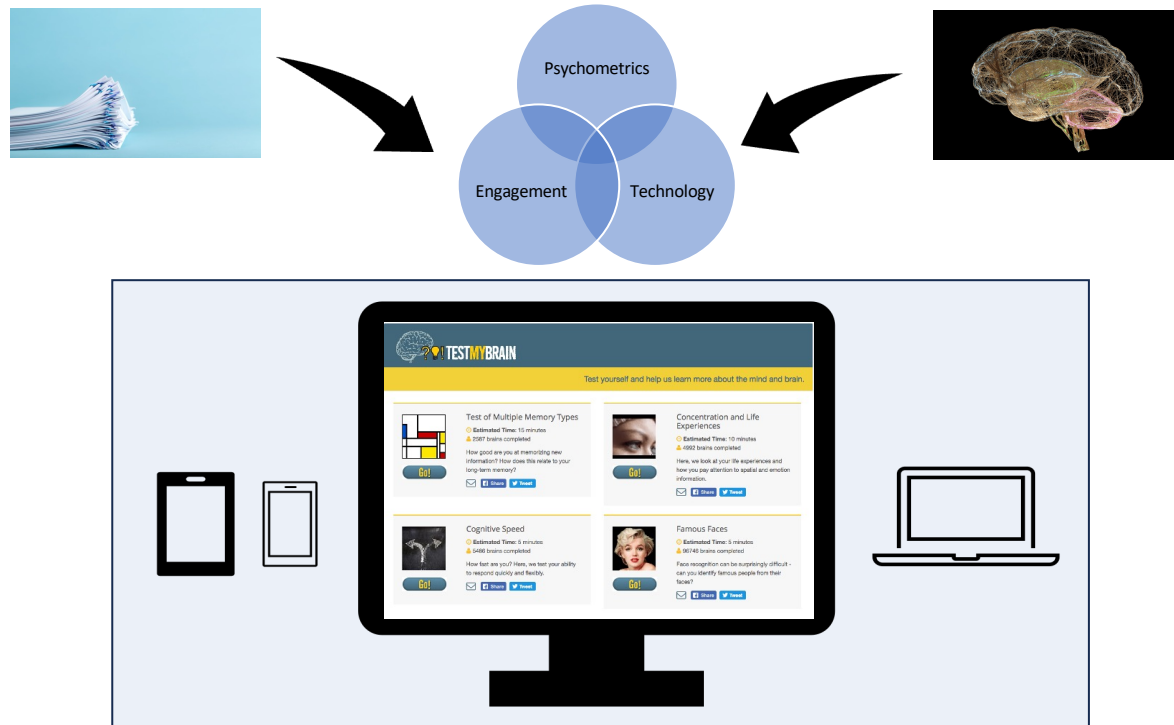 Psychometrics
Engagement
Technology
?!TESTMYBRAIN
Test yourself and help us learn more about the mind and brain.
Test of Multiple Memory Types
Estimated Time: 15 minutes
2587 brains completed
How good are you at memorizing new
information? How does this relate to your
long-term memory?
Go!
Share
Tweet
Concentration and Life
Experiences
Estimated Time: 10 minutes
4992 brains completed
Here, we look at your life experiences and
how you pay attention to spatial and emotion
information.
Go!
Share
Tweet
Cognitive Speed
Estimated Time: 5 minutes
5486 brains completed
How fast are you? Here, we test your ability
to respond quickly and flexibly.
Go!
Share
Tweet
Famous Faces
Estimated Time: 5 minutes
96746 brains completed
Face recognition can be surprisingly difficult -
can you identify famous people from their
faces?
Go!
Share
Tweet